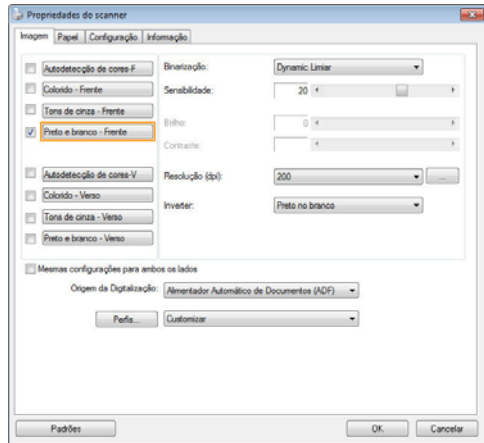 Propriedades do scanner
Imagem Papel Configuração Informação
Autodetecção de cores-F
Binarização: Dynamic Limiar
Colorido - Frente
Sensibilidade: 20
Tons de cinza - Frente
Brilho: 0
Preto e branco - Frente
Contraste:
Autodetecção de cores-V
Resolução (dpi): 200 ...
Colorido - Verso
Inverter: Preto no branco
Tons de cinza - Verso
Preto e branco - Verso
Mesmas configurações para ambos os lados
Origem da Digitalização: Alimentador Automático de Documentos (ADF)
Perfis... Customizar
Padrões OK Cancelar